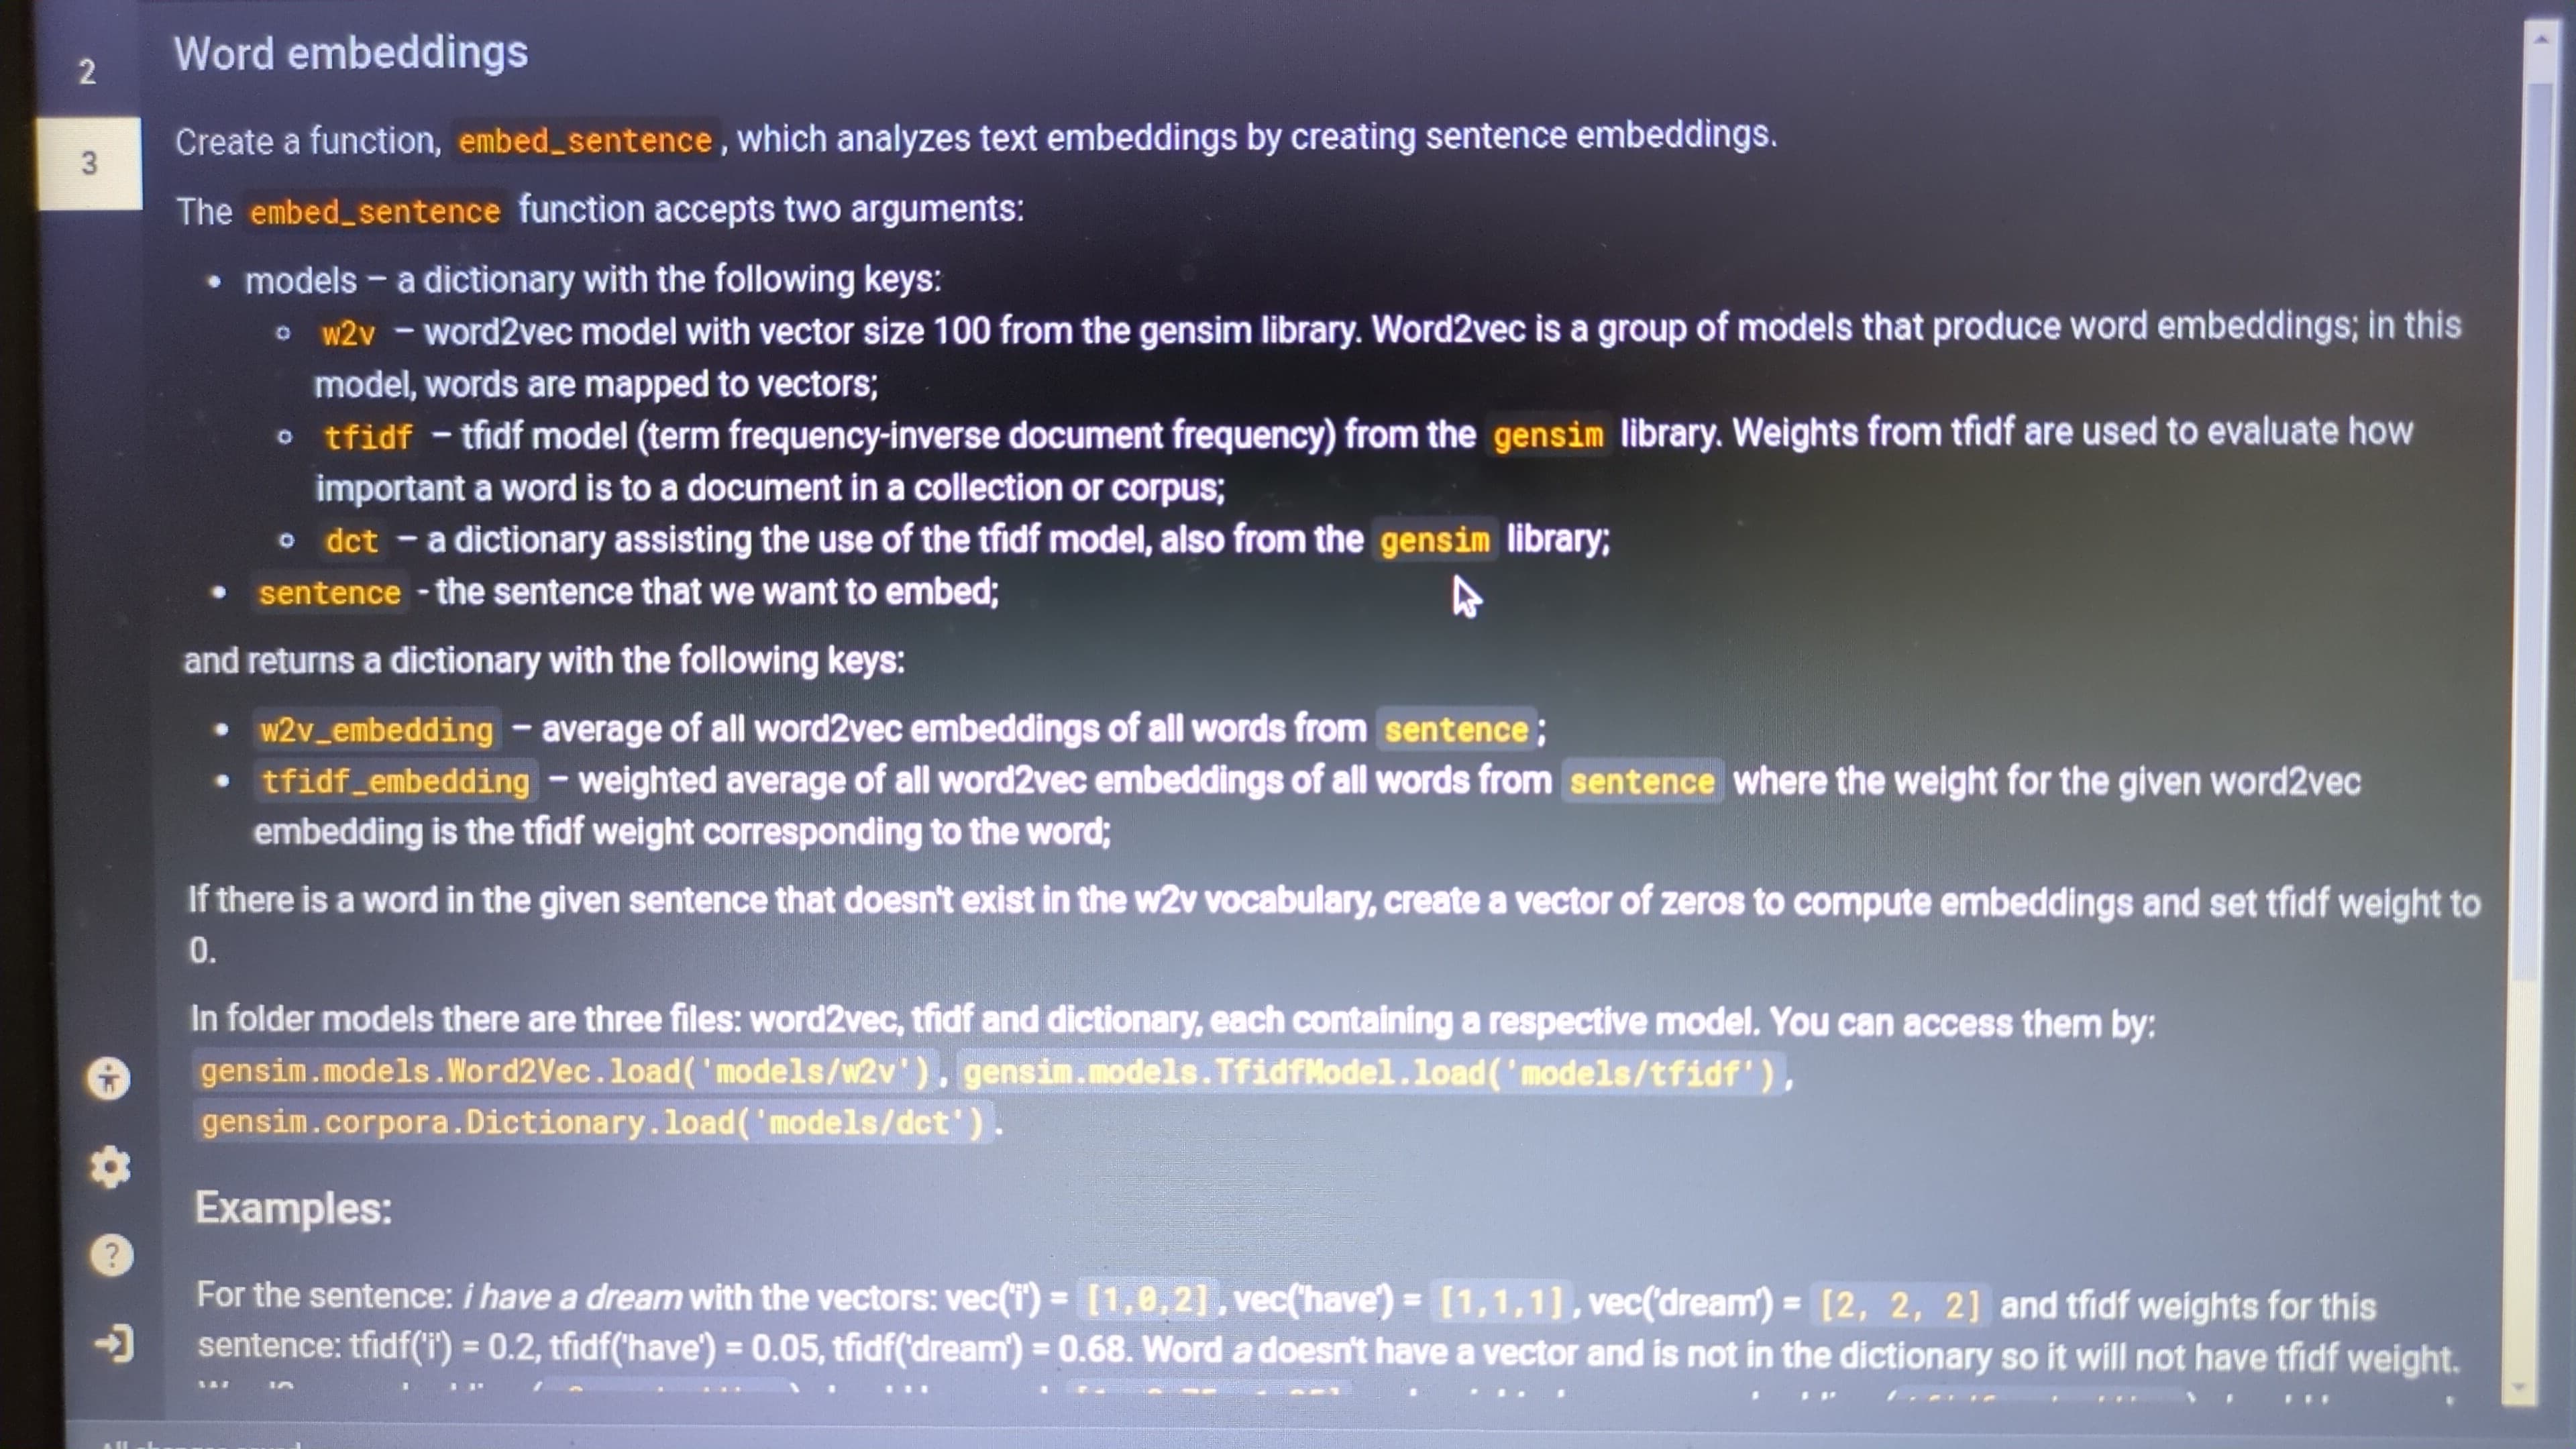 2
Word embeddings
3
Create a function, embed_sentence, which analyzes text embeddings by creating sentence embeddings.
The embed_sentence function accepts two arguments:
• models – a dictionary with the following keys:
w2v – word2vec model with vector size 100 from the gensim library. Word2vec is a group of models that produce word embeddings; in this
model, words are mapped to vectors;
tfidf – tfidf model (term frequency-inverse document frequency) from the gensim library. Weights from tfidf are used to evaluate how
important a word is to a document in a collection or corpus;
dct – a dictionary assisting the use of the tfidf model, also from the gensim library;
• sentence - the sentence that we want to embed;
and returns a dictionary with the following keys:
• w2v_embedding – average of all word2vec embeddings of all words from sentence;
• tfidf_embedding – weighted average of all word2vec embeddings of all words from sentence where the weight for the given word2vec
embedding is the tfidf weight corresponding to the word;
If there is a word in the given sentence that doesn't exist in the w2v vocabulary, create a vector of zeros to compute embeddings and set tfidf weight to
0.
In folder models there are three files: word2vec, tfidf and dictionary, each containing a respective model. You can access them by:
gensim.models.Word2Vec.load('models/w2v'), gensim.models.TfidfModel.load('models/tfidf'),
gensim.corpora.Dictionary.load('models/dct').
Examples:
For the sentence: i have a dream with the vectors: vec('i') = [1,0,2], vec('have') = [1,1,1], vec('dream') = [2, 2, 2] and tfidf weights for this
sentence: tfidf('i') = 0.2, tfidf('have') = 0.05, tfidf('dream') = 0.68. Word a doesn't have a vector and is not in the dictionary so it will not have tfidf weight.